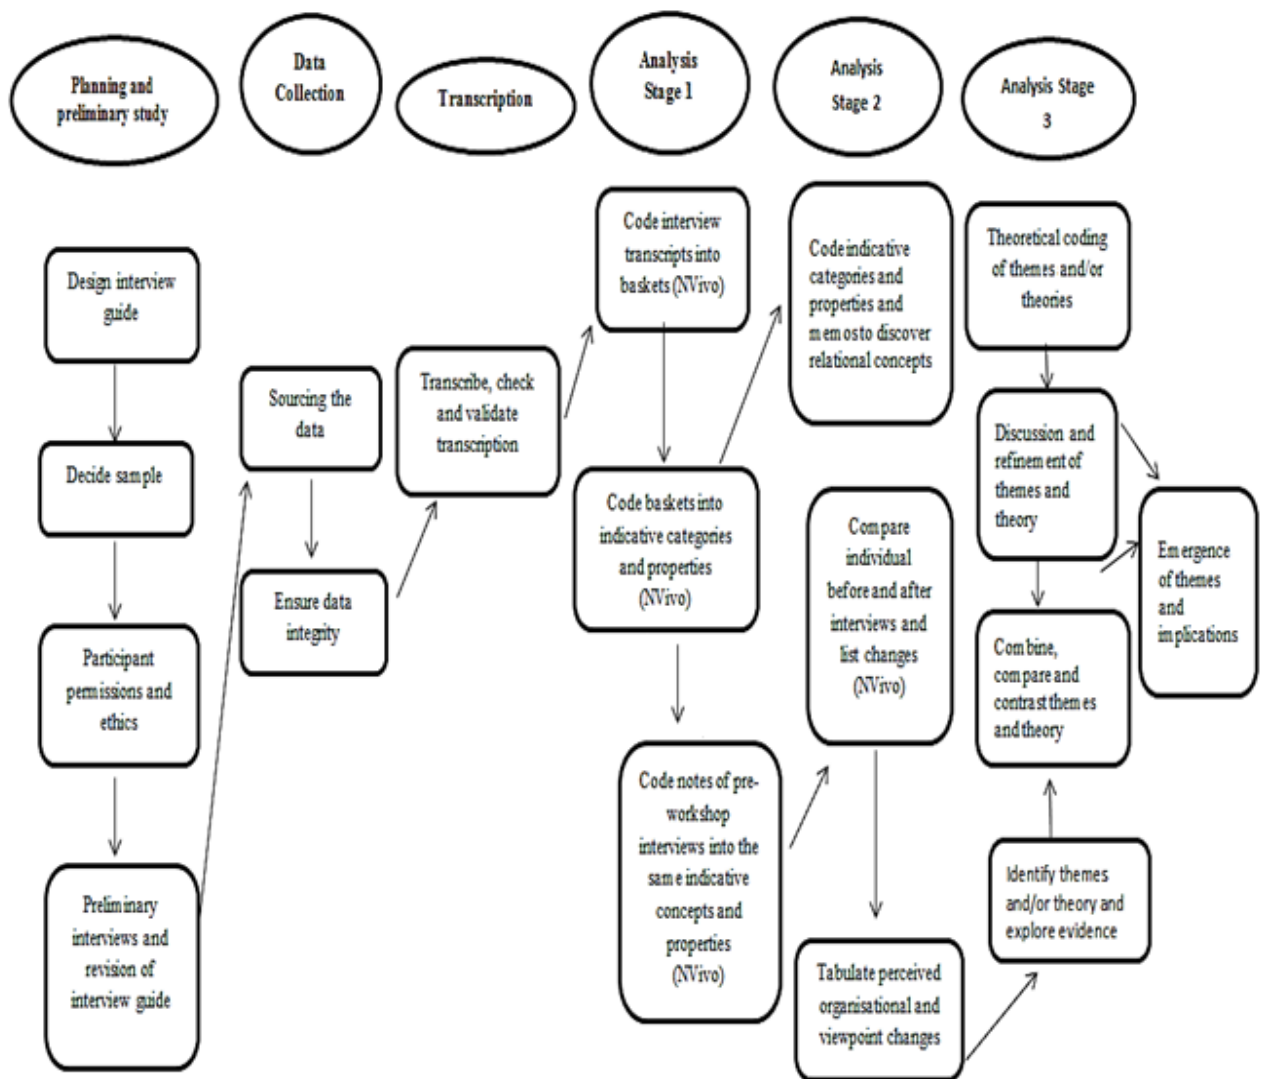 Planning and
preliminary study
Data
Collection
Transcription
Analysis
Stage 1
Analysis
Stage 2
Analysis Stage
3
Design interview
guide
Decide sample
Participant
permissions and
ethics
Preliminary
interviews and
revision of
interview guide
Sourcing the
data
Ensure data
integrity
Transcribe, check
and validate
transcription
Code interview
transcripts into
baskets (NVivo)
Code baskets into
indicative categories
and properties
(NVivo)
Code notes of pre-
workshop
interviews into the
same indicative
concepts and
properties
(NVivo)
Code indicative
categories and
properties and
memos to discover
relational concepts
Compare
individual
before and after
interviews and
list changes
(NVivo)
Tabulate perceived
organisational and
viewpoint changes
Theoretical coding
of themes and/or
theories
Discussion and
refinement of
themes and
theory
Combine,
compare and
contrast themes
and theory
Identify themes
and/or theory and
explore evidence
Emergence
of themes
and
implications